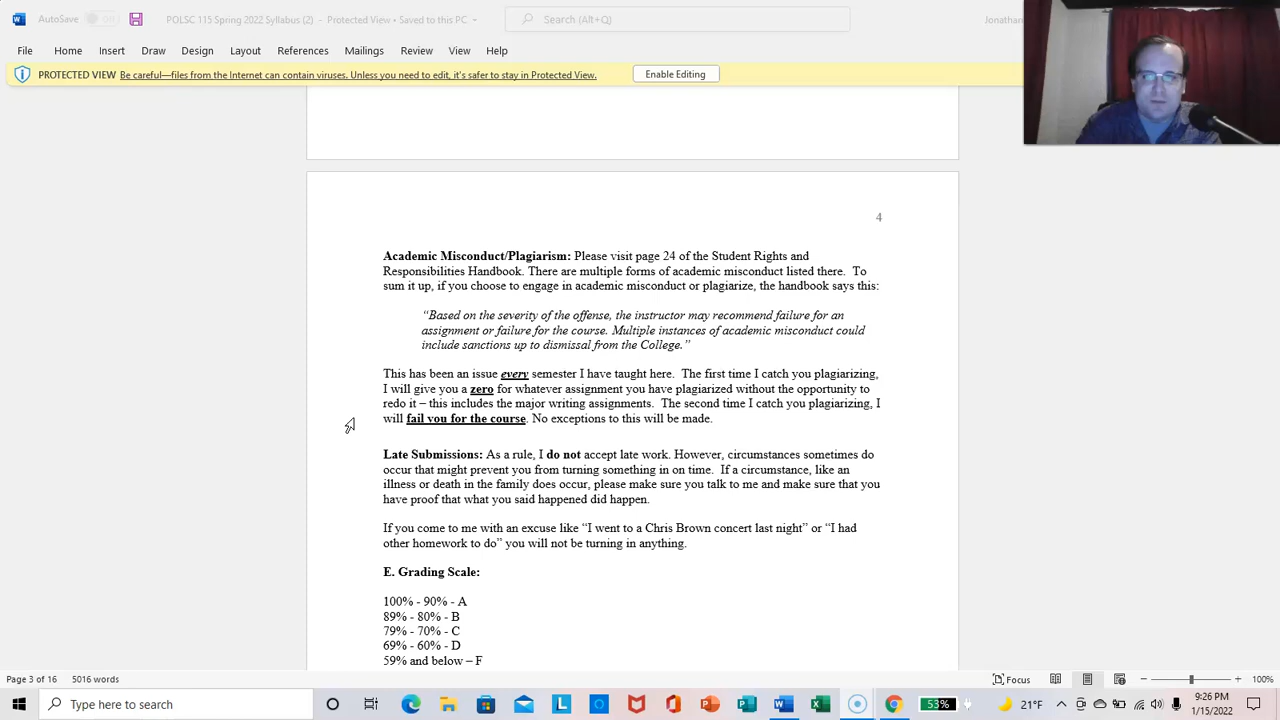 AutoSave Off POLSC 115 Spring 2022 Syllabus (2) - Protected View • Saved to this PC Search (Alt+Q) Jonathan
File Home Insert Draw Design Layout References Mailings Review View Help
PROTECTED VIEW Be careful—files from the Internet can contain viruses. Unless you need to edit, it's safer to stay in Protected View. Enable Editing
4
Academic Misconduct/Plagiarism: Please visit page 24 of the Student Rights and
Responsibilities Handbook. There are multiple forms of academic misconduct listed there. To
sum it up, if you choose to engage in academic misconduct or plagiarize, the handbook says this:
“Based on the severity of the offense, the instructor may recommend failure for an
assignment or failure for the course. Multiple instances of academic misconduct could
include sanctions up to dismissal from the College.”
This has been an issue every semester I have taught here. The first time I catch you plagiarizing,
I will give you a zero for whatever assignment you have plagiarized without the opportunity to
redo it – this includes the major writing assignments. The second time I catch you plagiarizing, I
will fail you for the course. No exceptions to this will be made.
Late Submissions: As a rule, I do not accept late work. However, circumstances sometimes do
occur that might prevent you from turning something in on time. If a circumstance, like an
illness or death in the family does occur, please make sure you talk to me and make sure that you
have proof that what you said happened did happen.
If you come to me with an excuse like “I went to a Chris Brown concert last night” or “I had
other homework to do” you will not be turning in anything.
E. Grading Scale:
100% - 90% - A
89% - 80% - B
79% - 70% - C
69% - 60% - D
59% and below – F
Page 3 of 16 5016 words Focus 100%
Type here to search 53% 21°F 9:26 PM
1/15/2022